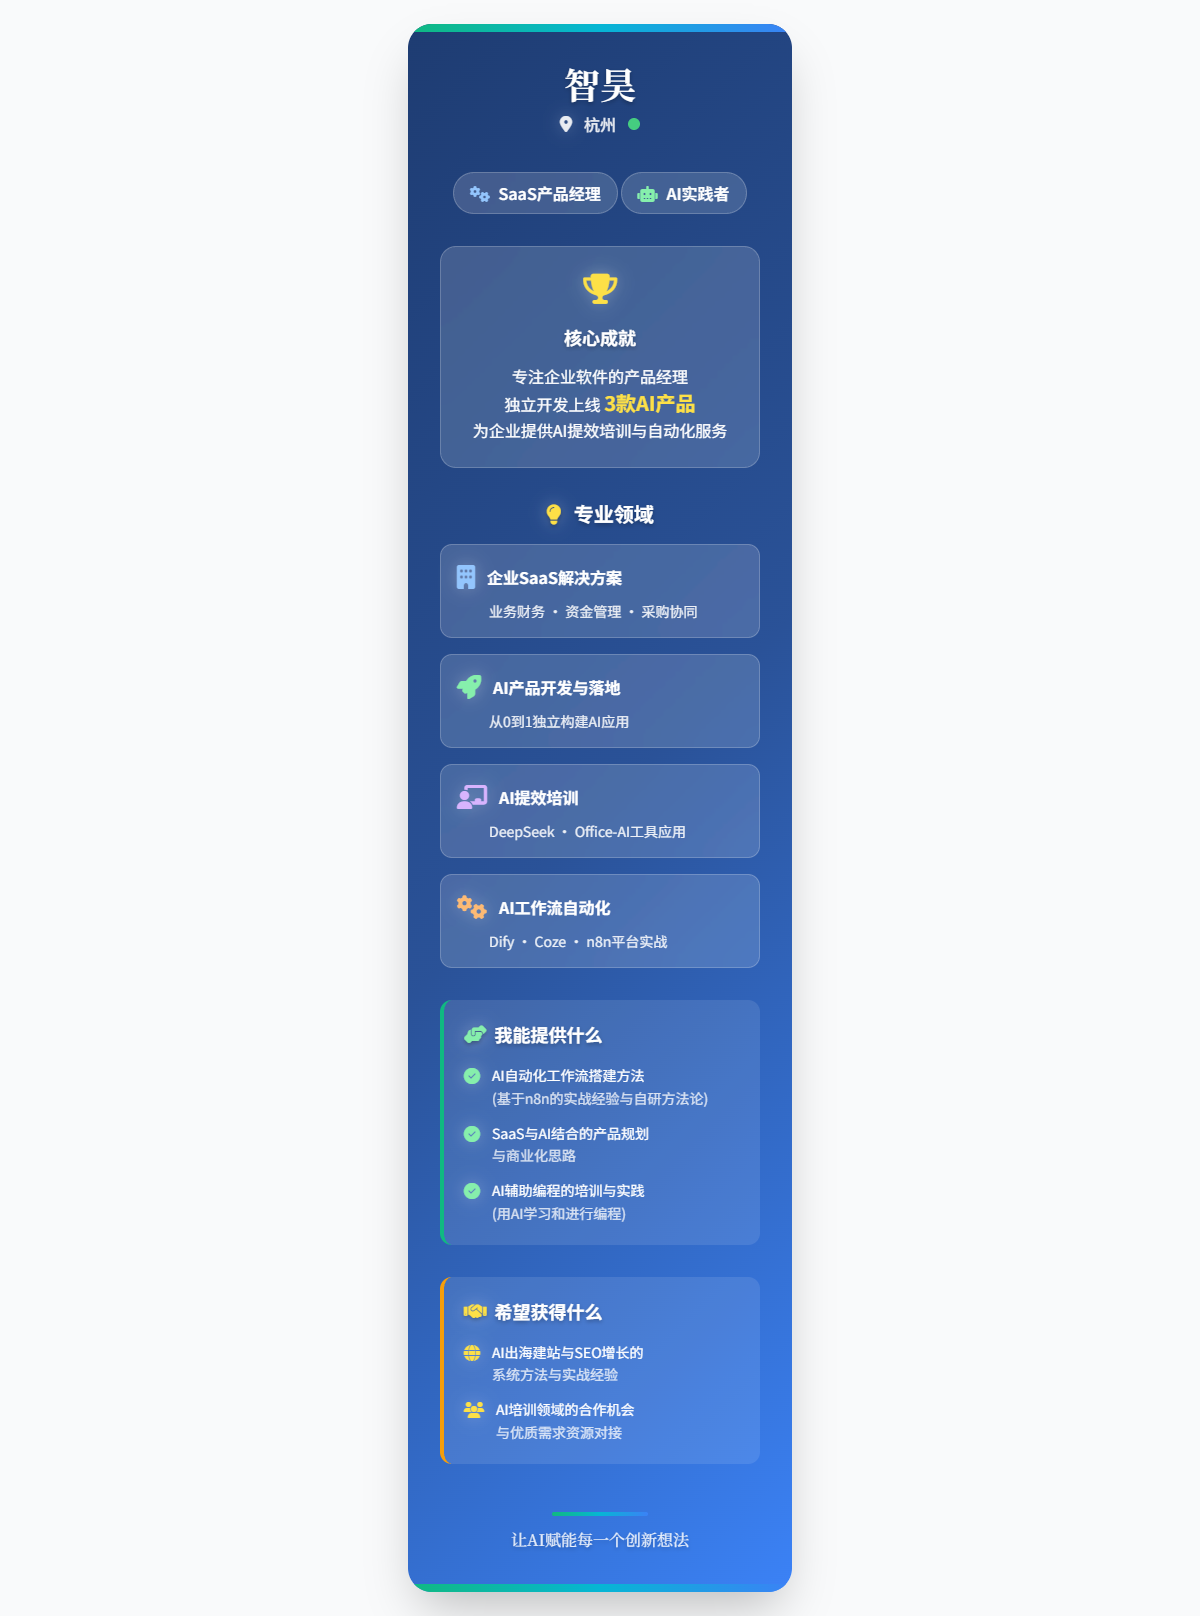 智昊
杭州
SaaS产品经理
AI实践者
核心成就
专注企业软件的产品经理
独立开发上线 3款AI产品
为企业提供AI提效培训与自动化服务
专业领域
企业SaaS解决方案
业务财务 • 资金管理 • 采购协同
AI产品开发与落地
从0到1独立构建AI应用
AI提效培训
DeepSeek • Office-AI工具应用
AI工作流自动化
Dify • Coze • n8n平台实战
我能提供什么
AI自动化工作流搭建方法
(基于n8n的实战经验与自研方法论)
SaaS与AI结合的产品规划
与商业化思路
AI辅助编程的培训与实践
(用AI学习和进行编程)
希望获得什么
AI出海建站与SEO增长的
系统方法与实战经验
AI培训领域的合作机会
与优质需求资源对接
让AI赋能每一个创新想法